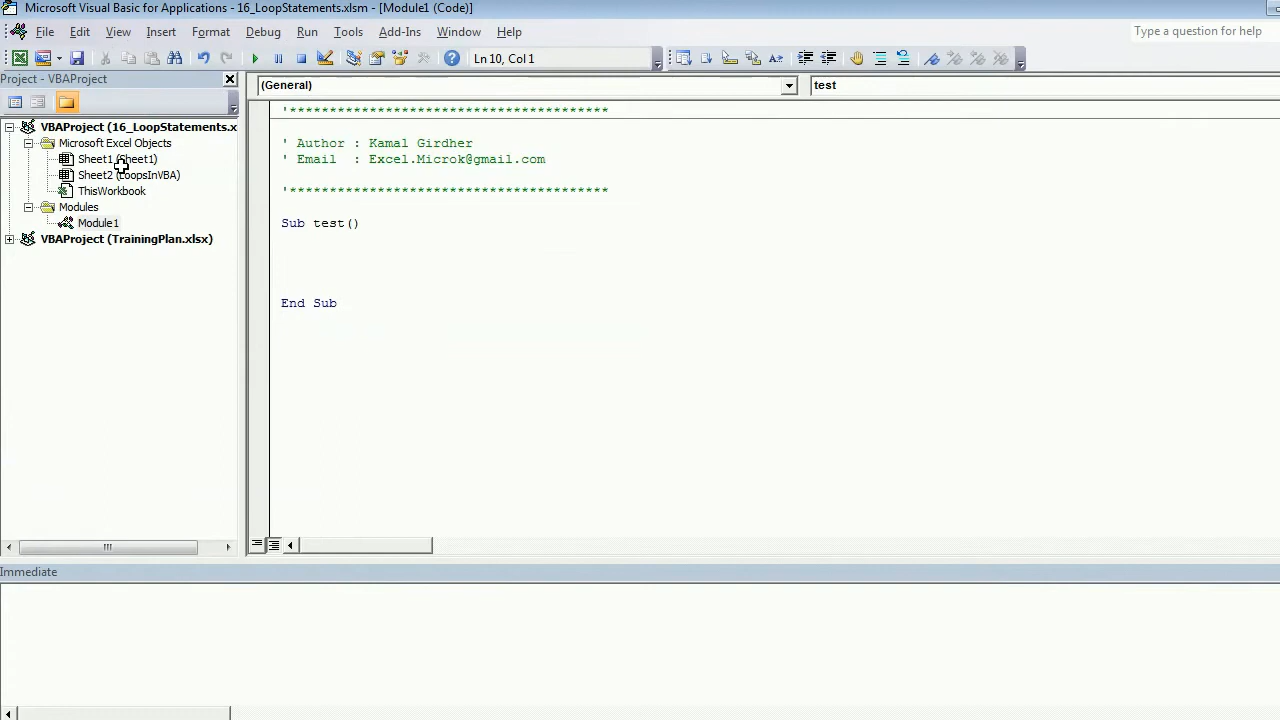 Microsoft Visual Basic for Applications - 16_LoopStatements.xlsm - [Module1 (Code)]
File Edit View Insert Format Debug Run Tools Add-Ins Window Help
Type a question for help
Ln 10, Col 1
Project - VBAProject
(General)
test
VBAProject (16_LoopStatements.x
Microsoft Excel Objects
Sheet1 (Sheet1)
Sheet2 (LoopsInVBA)
ThisWorkbook
Modules
Module1
VBAProject (TrainingPlan.xlsx)
'***************************************
' Author : Kamal Girdher
' Email  : Excel.Microk@gmail.com
'***************************************
Sub test()
End Sub
Immediate